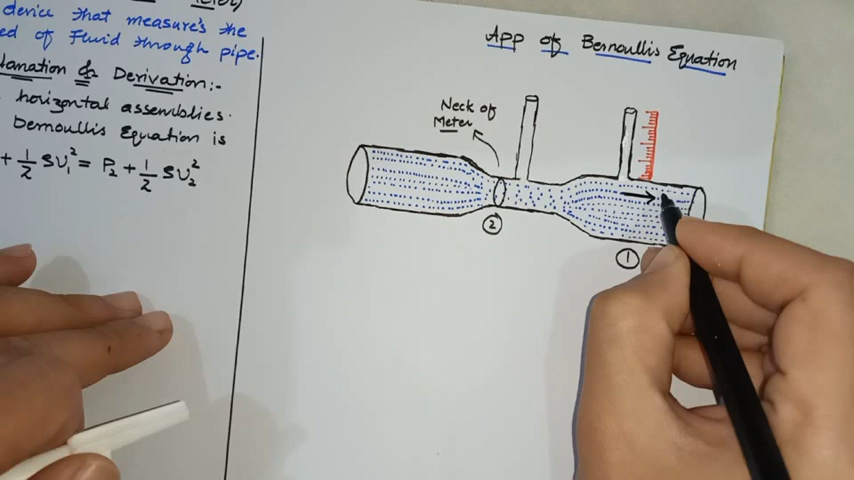 device that measure's the
ed of Fluid through pipe.
lanation & Derivation:-
horizontal assemblies.
Bernoullis Equation is
+ 1/2 ρV₁² = P₂ + 1/2 ρV₂²
App of Bernoullis Equation
Neck of
Meter
②
①